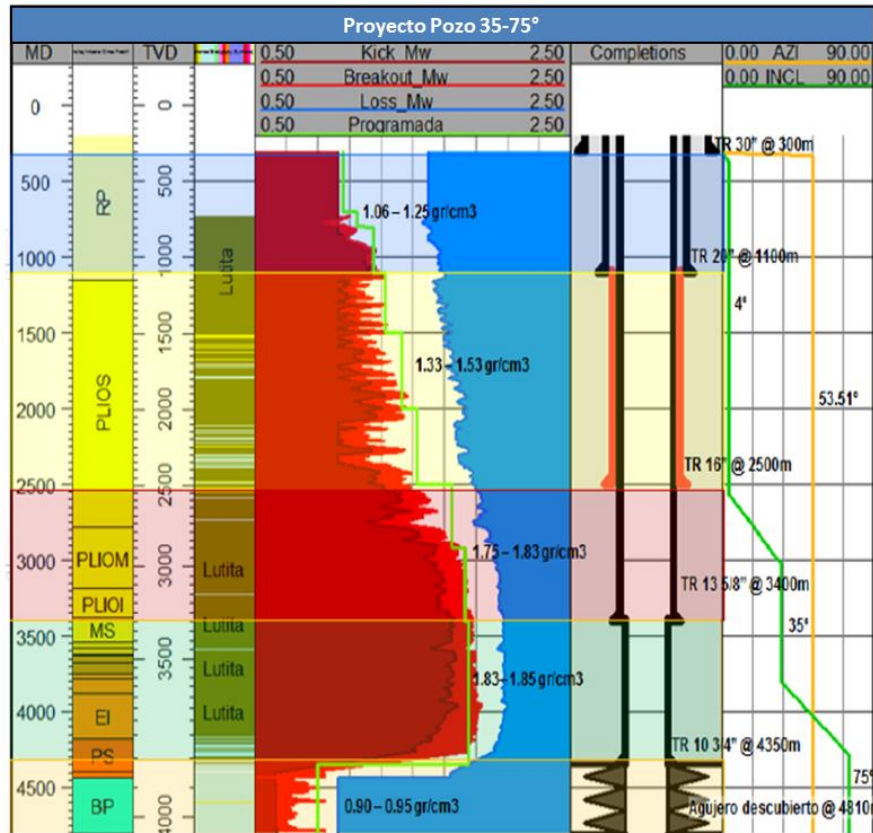 Proyecto Pozo 35-75°
MD TVD 0.50 Kick_Mw 2.50 Completions 0.00 AZI 90.00
0.50 Breakout_Mw 2.50 0.00 INCL 90.00
0.50 Loss_Mw 2.50
0.50 Programada 2.50
0 0
TR 30" @ 300m
500 500
RP
1.06 – 1.25 gr/cm3
1000 1000 Lutita TR 20" @ 1100m
4°
1500 1500
PLIOS
1.33 – 1.53 gr/cm3
2000 2000 53.51°
TR 16" @ 2500m
2500 2500
1.75 – 1.83 gr/cm3
3000 PLIOM 3000 Lutita TR 13 5/8" @ 3400m
PLIOI
3500 MS Lutita 35°
3500 Lutita
1.83– 1.85 gr/cm3
4000 EI Lutita
PS TR 10 3/4" @ 4350m
4500 75°
BP 4000 0.90 – 0.95 gr/cm3 Agujero descubierto @ 4810m